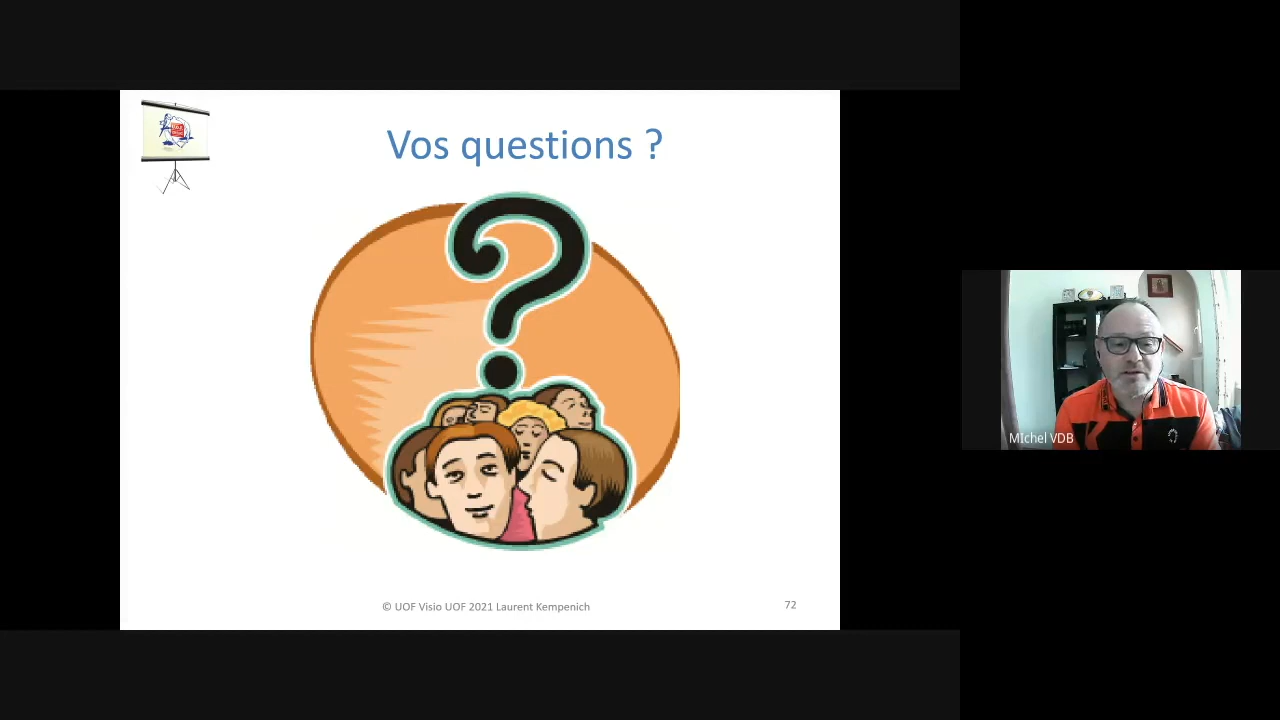 Vos questions ?
© UOF Visio UOF 2021 Laurent Kempenich
72
MIchel VDB